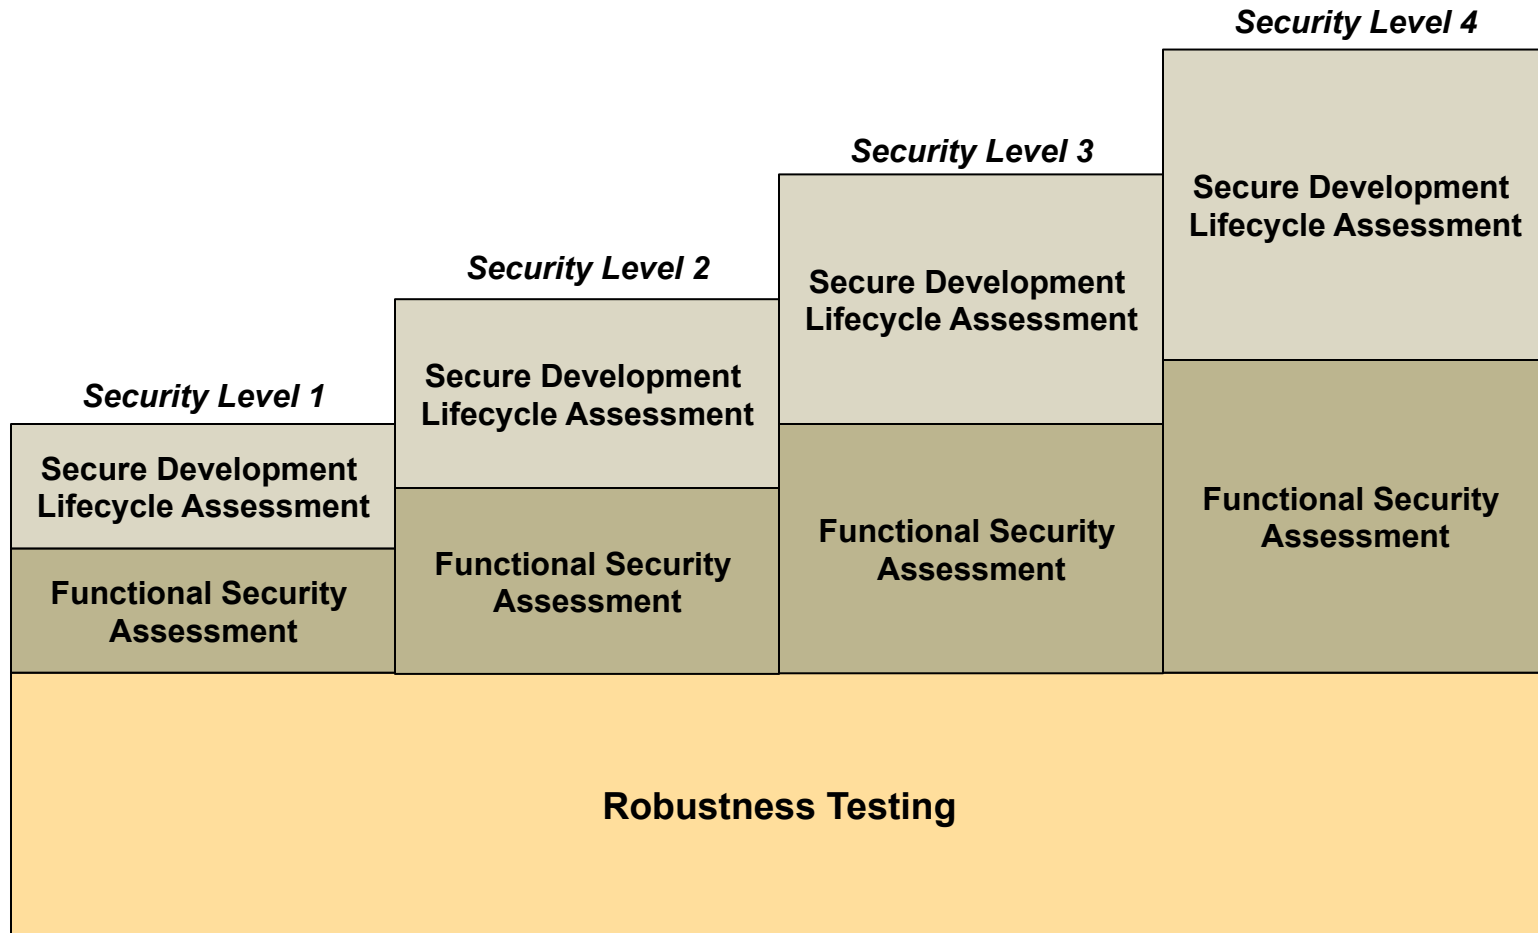 Security Level 1
Secure Development
Lifecycle Assessment
Functional Security
Assessment
Security Level 2
Secure Development
Lifecycle Assessment
Functional Security
Assessment
Security Level 3
Secure Development
Lifecycle Assessment
Functional Security
Assessment
Security Level 4
Secure Development
Lifecycle Assessment
Functional Security
Assessment
Robustness Testing